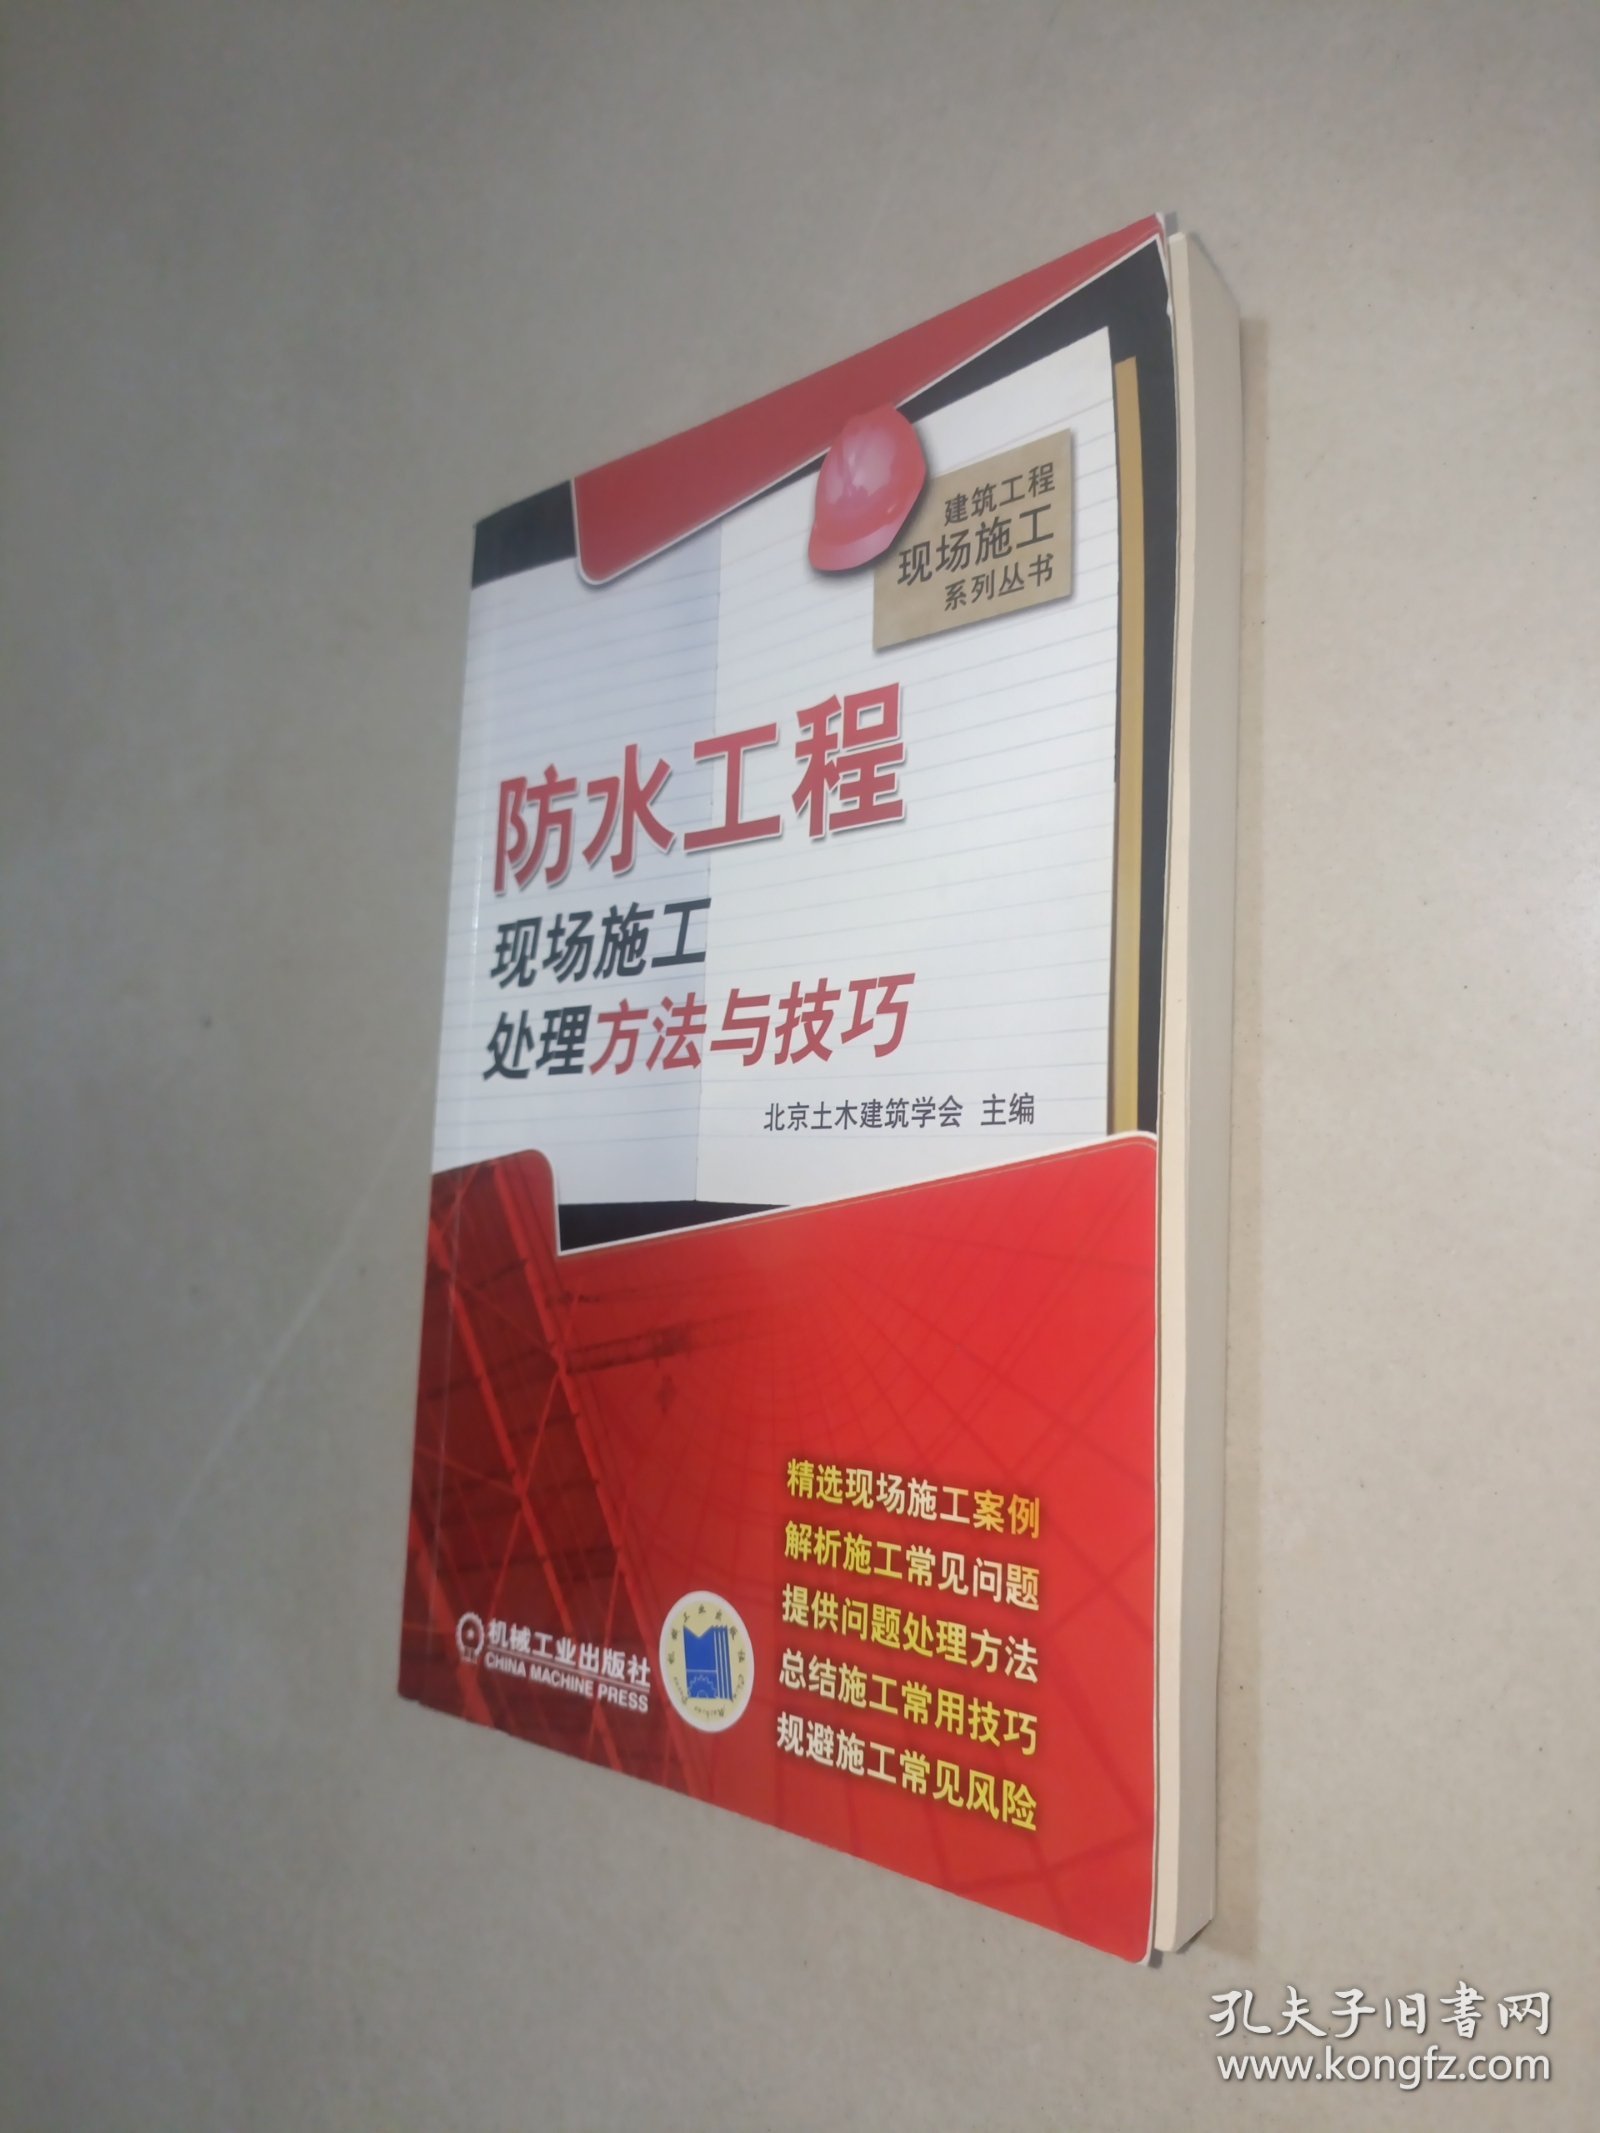 建筑工程
现场施工
系列丛书
防水工程
现场施工
处理方法与技巧
北京土木建筑学会 主编
精选现场施工案例
解析施工常见问题
提供问题处理方法
总结施工常用技巧
规避施工常见风险
机械工业出版社
CHINA MACHINE PRESS
孔夫子旧书网
www.kongfz.com